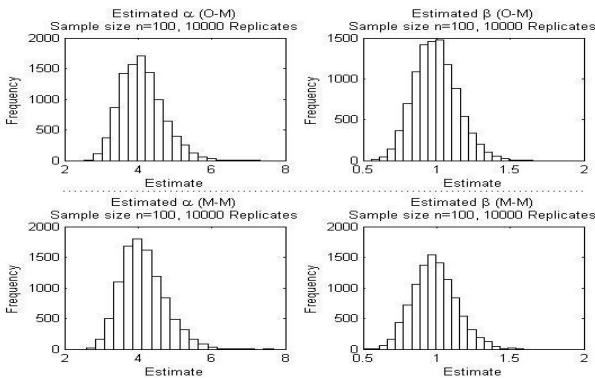 Estimated α (O-M)
Sample size n=100, 10000 Replicates
2000
1500
1000
500
0
Frequency
2 4 6 8
Estimate
Estimated β (O-M)
Sample size n=100, 10000 Replicates
1500
1000
500
0
Frequency
0.5 1 1.5 2
Estimate
Estimated α (M-M)
Sample size n=100, 10000 Replicates
2000
1500
1000
500
0
Frequency
2 4 6 8
Estimate
Estimated β (M-M)
Sample size n=100, 10000 Replicates
2000
1500
1000
500
0
Frequency
0.5 1 1.5 2
Estimate